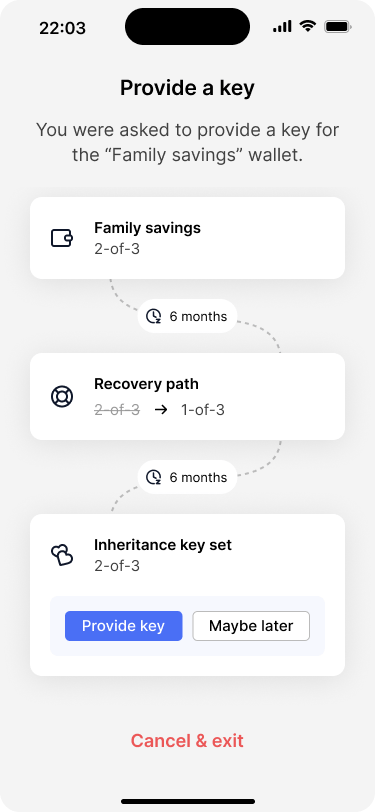 22:03
Provide a key
You were asked to provide a key for
the “Family savings” wallet.
Family savings
2-of-3
6 months
Recovery path
2-of-3 → 1-of-3
6 months
Inheritance key set
2-of-3
Provide key Maybe later
Cancel & exit